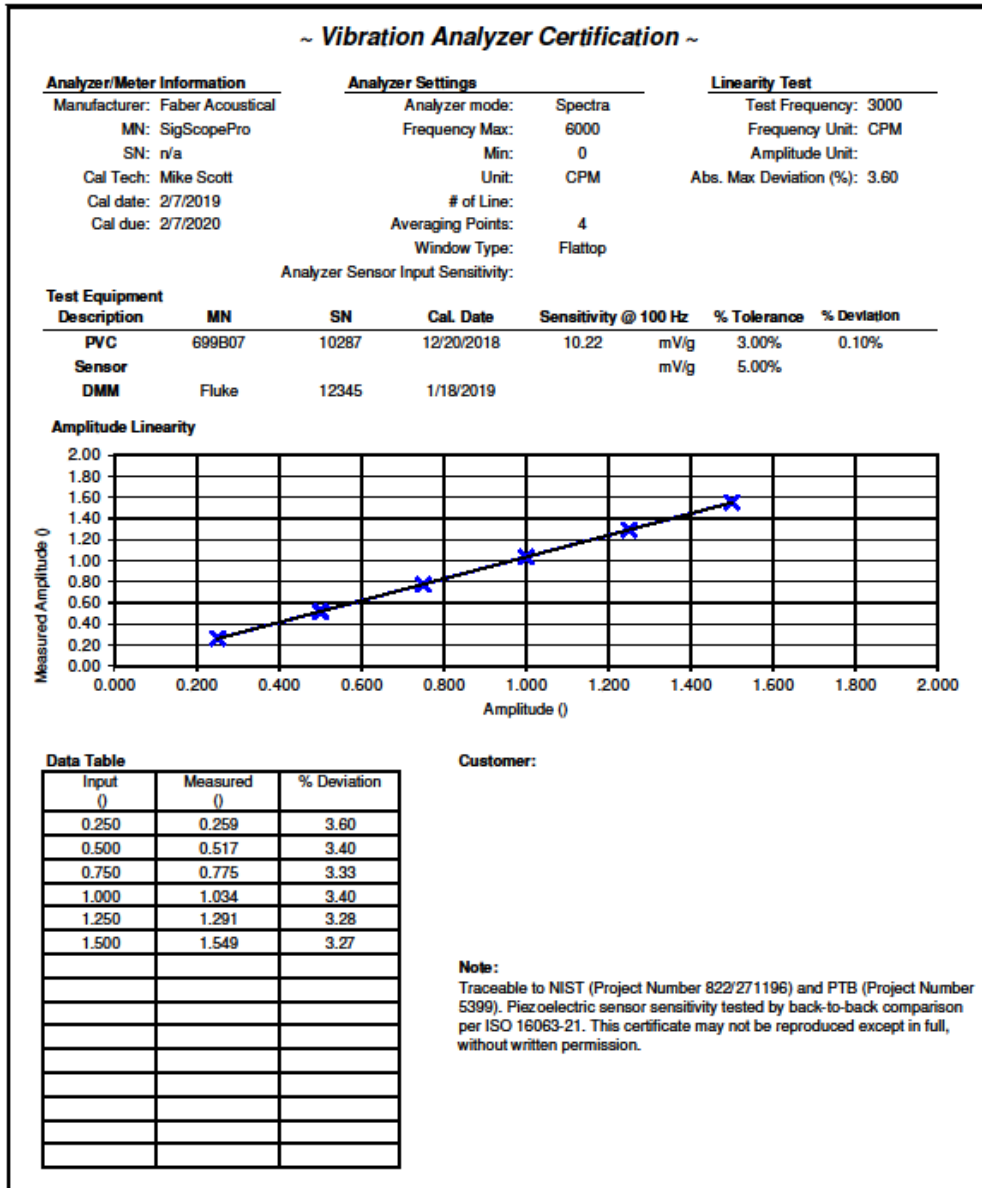 ~ Vibration Analyzer Certification ~
Analyzer/Meter Information Analyzer Settings Linearity Test
Manufacturer: Faber Acoustical Analyzer mode: Spectra Test Frequency: 3000
MN: SigScopePro Frequency Max: 6000 Frequency Unit: CPM
SN: n/a Min: 0 Amplitude Unit:
Cal Tech: Mike Scott Unit: CPM Abs. Max Deviation (%): 3.60
Cal date: 2/7/2019 # of Line:
Cal due: 2/7/2020 Averaging Points: 4
Window Type: Flattop
Analyzer Sensor Input Sensitivity:
Test Equipment
Description MN SN Cal. Date Sensitivity @ 100 Hz % Tolerance % Deviation
PVC 699B07 10287 12/20/2018 10.22 mV/g 3.00% 0.10%
Sensor mV/g 5.00%
DMM Fluke 12345 1/18/2019
Amplitude Linearity
Measured Amplitude ()
2.00
1.80
1.60
1.40
1.20
1.00
0.80
0.60
0.40
0.20
0.00
0.000 0.200 0.400 0.600 0.800 1.000 1.200 1.400 1.600 1.800 2.000
Amplitude ()
Data Table
Input Measured % Deviation
() ()
0.250 0.259 3.60
0.500 0.517 3.40
0.750 0.775 3.33
1.000 1.034 3.40
1.250 1.291 3.28
1.500 1.549 3.27
Customer:
Note:
Traceable to NIST (Project Number 822/271196) and PTB (Project Number
5399). Piezoelectric sensor sensitivity tested by back-to-back comparison
per ISO 16063-21. This certificate may not be reproduced except in full,
without written permission.